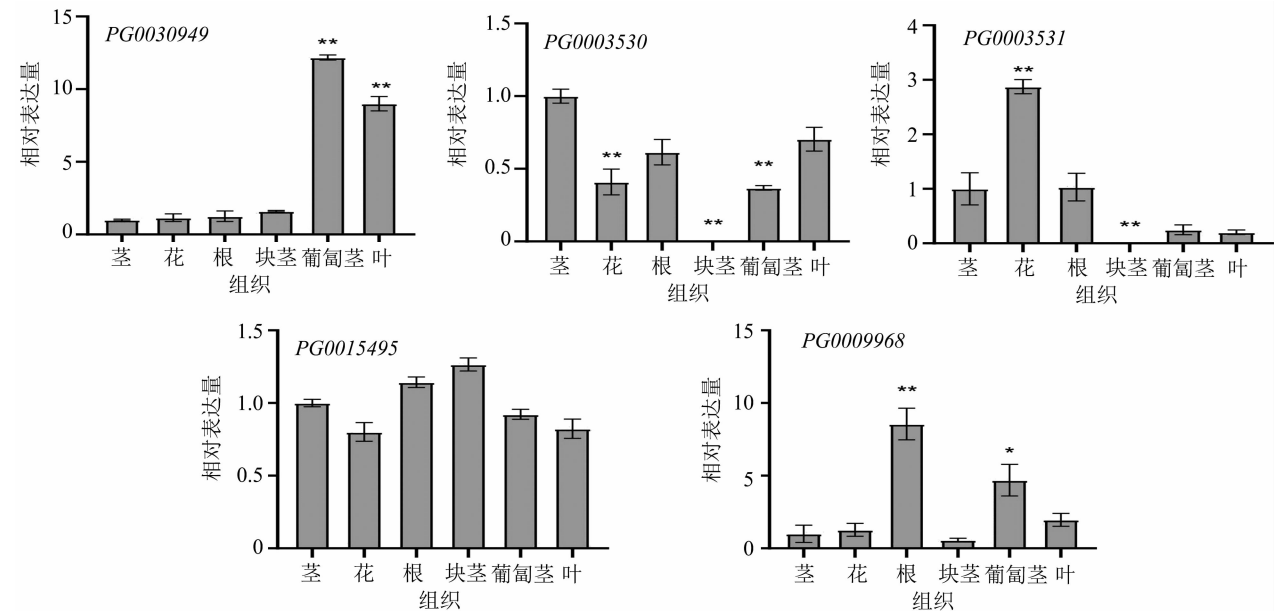 PG0030949
相对表达量
15
10
5
0
**
**
茎 花 根 块茎 葡匐茎 叶
组织
PG0003530
相对表达量
1.5
1.0
0.5
0
**
**
**
茎 花 根 块茎 葡匐茎 叶
组织
PG0003531
相对表达量
4
3
2
1
0
**
**
茎 花 根 块茎 葡匐茎 叶
组织
PG0015495
相对表达量
1.5
1.0
0.5
0
茎 花 根 块茎 葡匐茎 叶
组织
PG0009968
相对表达量
15
10
5
0
**
*
茎 花 根 块茎 葡匐茎 叶
组织